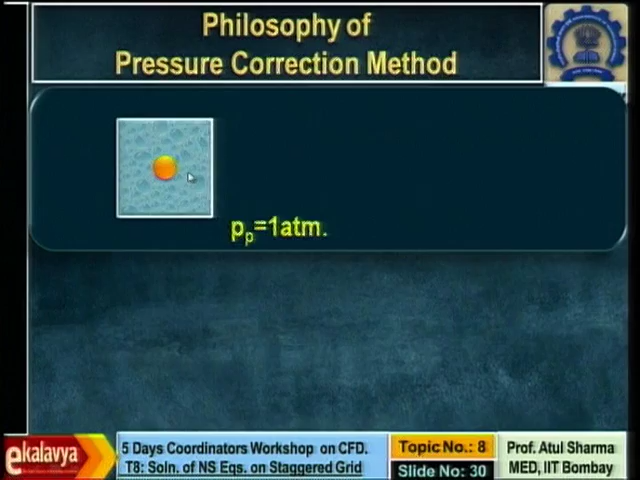 Philosophy of
Pressure Correction Method
pp=1atm.
ekalavya
5 Days Coordinators Workshop on CFD.
T8: Soln. of NS Eqs. on Staggered Grid
Topic No.: 8
Slide No: 30
Prof. Atul Sharma
MED, IIT Bombay